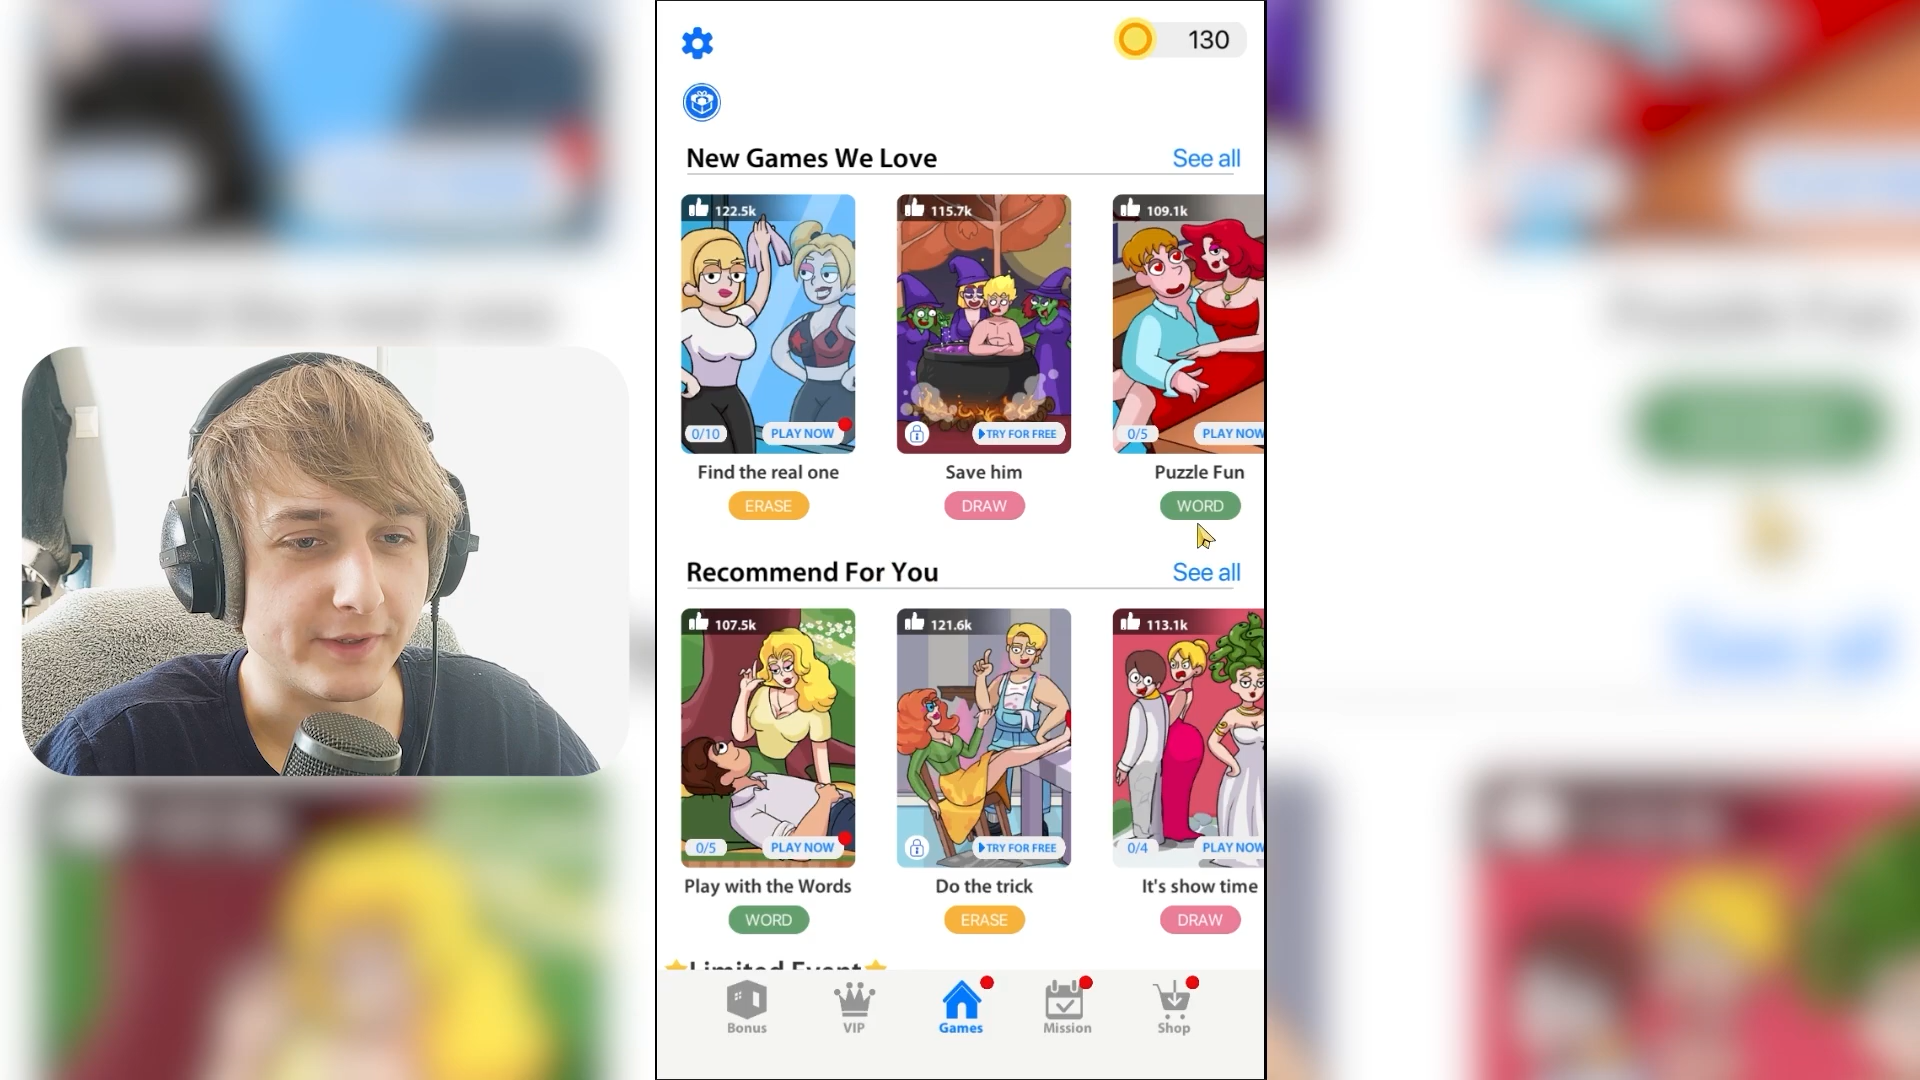 130
New Games We Love
See all
122.5k
115.7k
109.1k
0/10
PLAY NOW
TRY FOR FREE
0/5
PLAY NOW
Find the real one
Save him
Puzzle Fun
ERASE
DRAW
WORD
Recommend For You
See all
107.5k
121.6k
113.1k
0/5
PLAY NOW
TRY FOR FREE
0/4
PLAY NOW
Play with the Words
Do the trick
It's show time
WORD
ERASE
DRAW
Limited Event
Bonus
VIP
Games
Mission
Shop